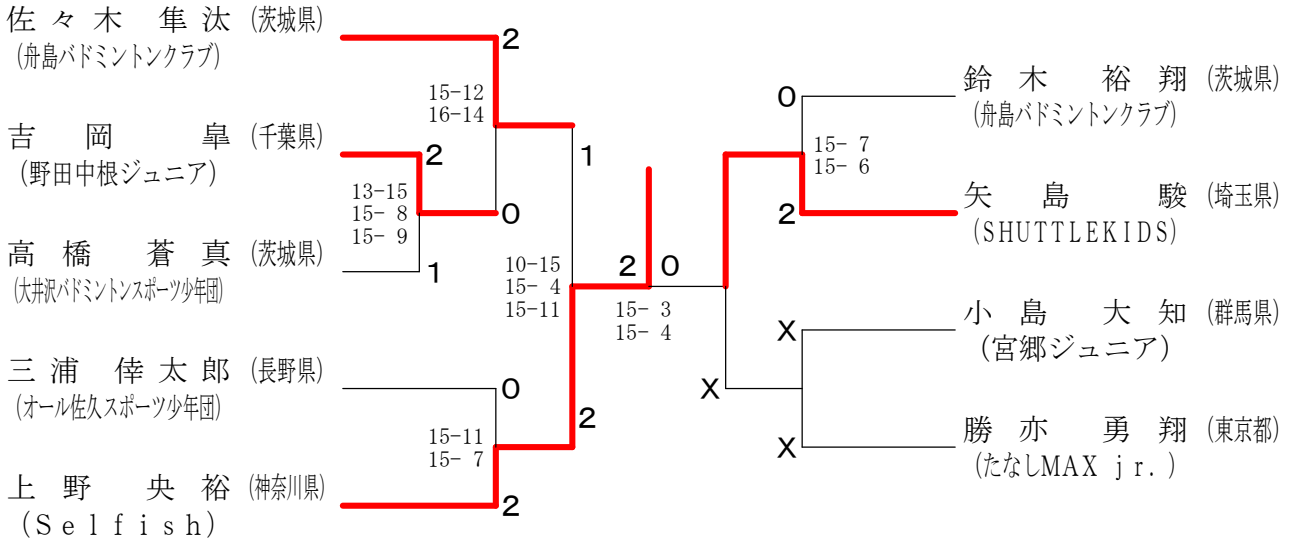 佐々木 隼汰 (茨城県)
(舟島バドミントンクラブ)
2
15-12
16-14
吉岡 皐 (千葉県)
(野田中根ジュニア)
2
13-15
15- 8
15- 9
0
高橋 蒼真 (茨城県)
(大井沢バドミントンスポーツ少年団)
1
1
10-15
15- 4
15-11
三浦 倖太郎 (長野県)
(オール佐久スポーツ少年団)
0
15-11
15- 7
2
上野 央裕 (神奈川県)
(Selfish)
2
2 0
15- 3
15- 4
鈴木 裕翔 (茨城県)
(舟島バドミントンクラブ)
0
15- 7
15- 6
矢島 駿 (埼玉県)
(SHUTTLEKIDS)
2
小島 大知 (群馬県)
(宮郷ジュニア)
X
X
勝亦 勇翔 (東京都)
(たなしMAX jr.)
X